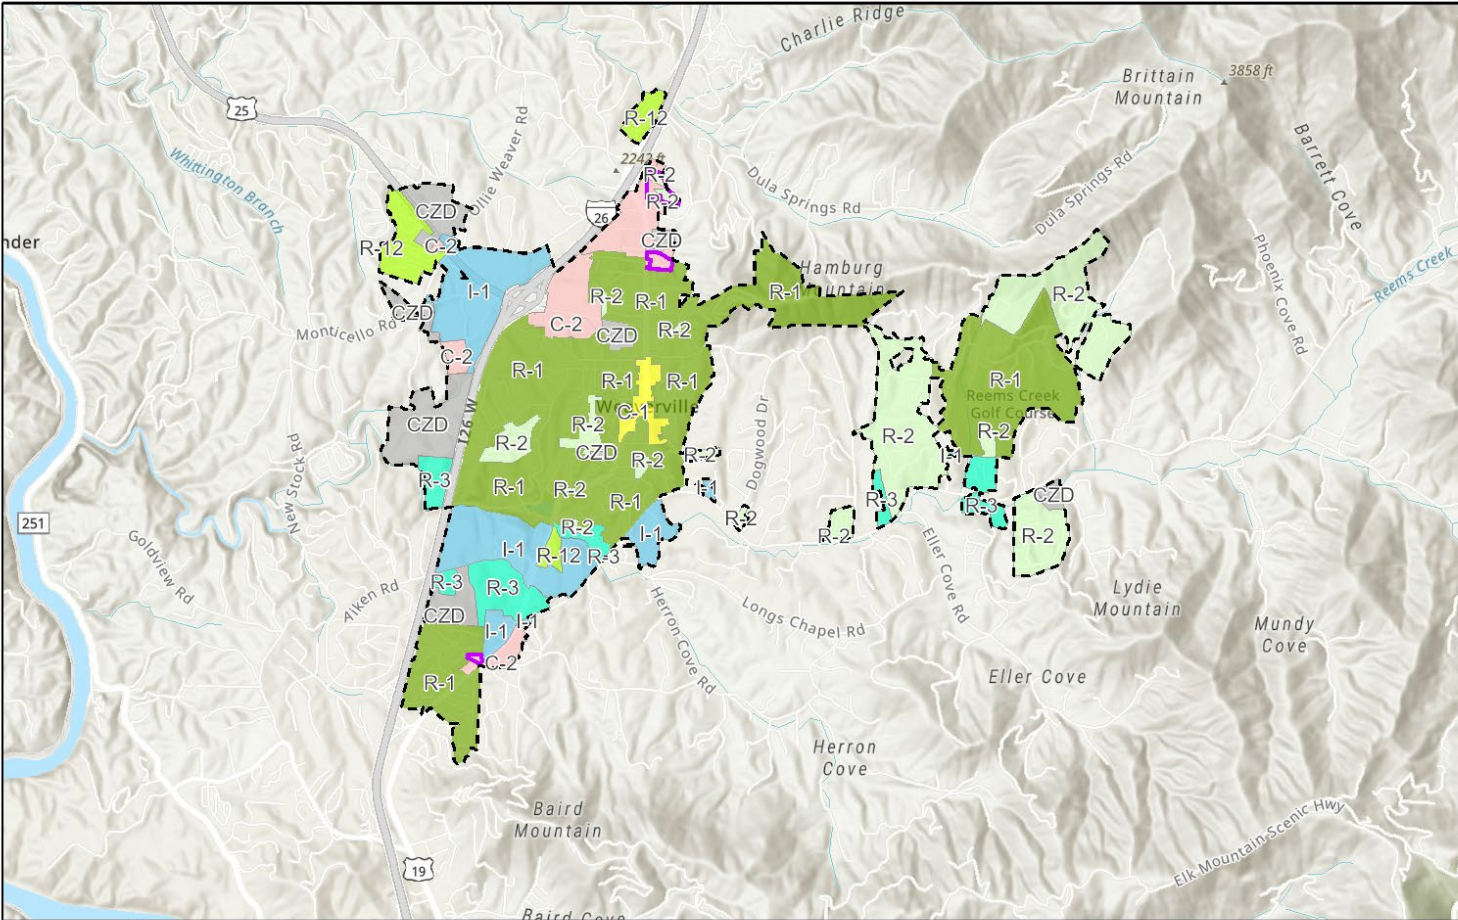 Charlie Ridge
3858 ft
Brittain
Mountain
25
Barrett Cove
R-12
Whittington Branch
Ollie Weaver Rd
2242 ft
Dula Springs Rd
Dula Springs Rd
R-2
R-2
CZD
26
R-12
C-2
CZD
Phoenix Cove Rd
Reems Creek
nder
Hamburg
Mountain
I-1
R-1
R-2
R-2
R-1
CZD
Monticello Rd
C-2
CZD
R-2
C-2
R-1
R-1
R-1
R-1
Reems Creek
Golf Course
C-1
Weaverville
CZD
I26 W
R-2
R-2
CZD
R-2
R-2
Dogwood Dr
R-2
R-2
I-1
New Stock Rd
R-3
R-1
R-2
R-1
I-1
R-3
R-3
CZD
251
Goldview Rd
R-2
I-1
R-2
R-2
R-2
I-1
R-12
R-3
Eller Cove Rd
Aiken Rd
R-3
R-3
Lydie
Mountain
CZD
I-1
I-1
Herron Cove Rd
Longs Chapel Rd
Mundy
Cove
C-2
R-1
Eller Cove
Herron
Cove
Baird
Mountain
Elk Mountain Scenic Hwy
19
Baird Cove